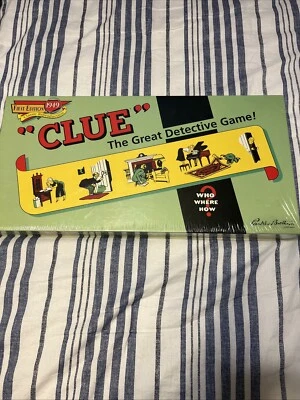 FIRST EDITION
1949
"CLUE"
The Great Detective Game!
WHO
WHERE
HOW
?
Parker Brothers